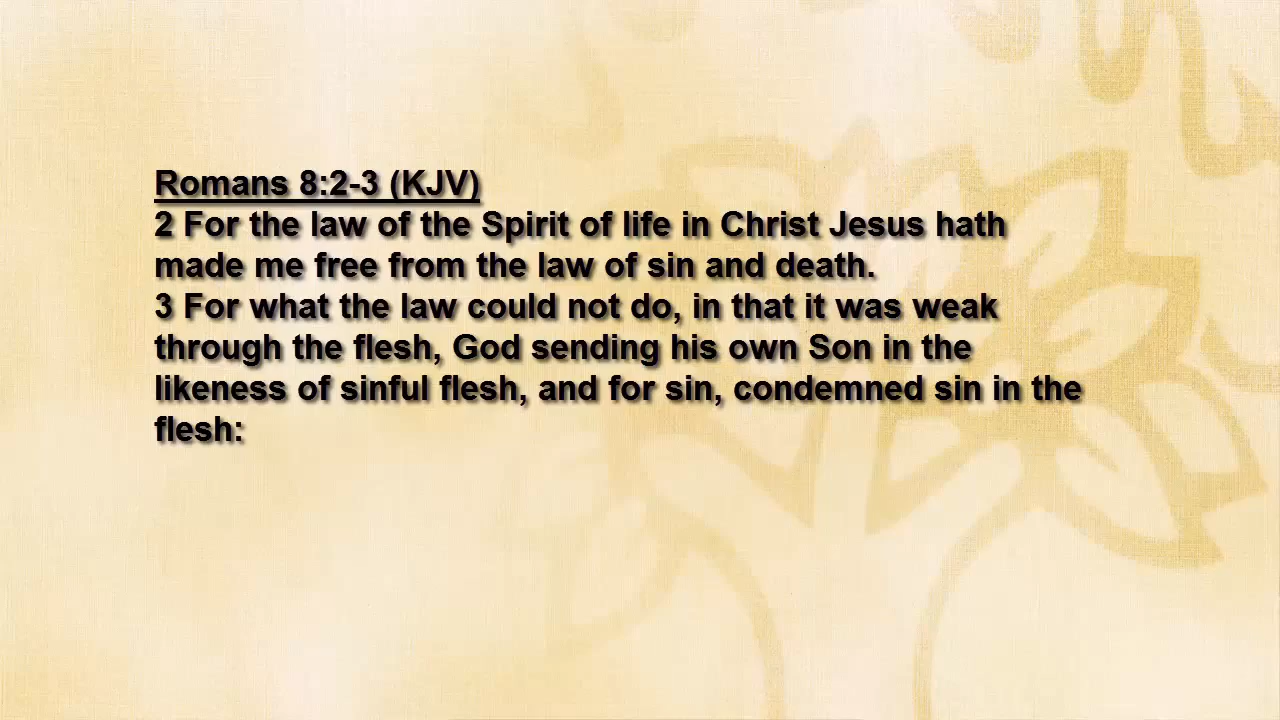 Romans 8:2-3 (KJV)
2 For the law of the Spirit of life in Christ Jesus hath
made me free from the law of sin and death.
3 For what the law could not do, in that it was weak
through the flesh, God sending his own Son in the
likeness of sinful flesh, and for sin, condemned sin in the
flesh: